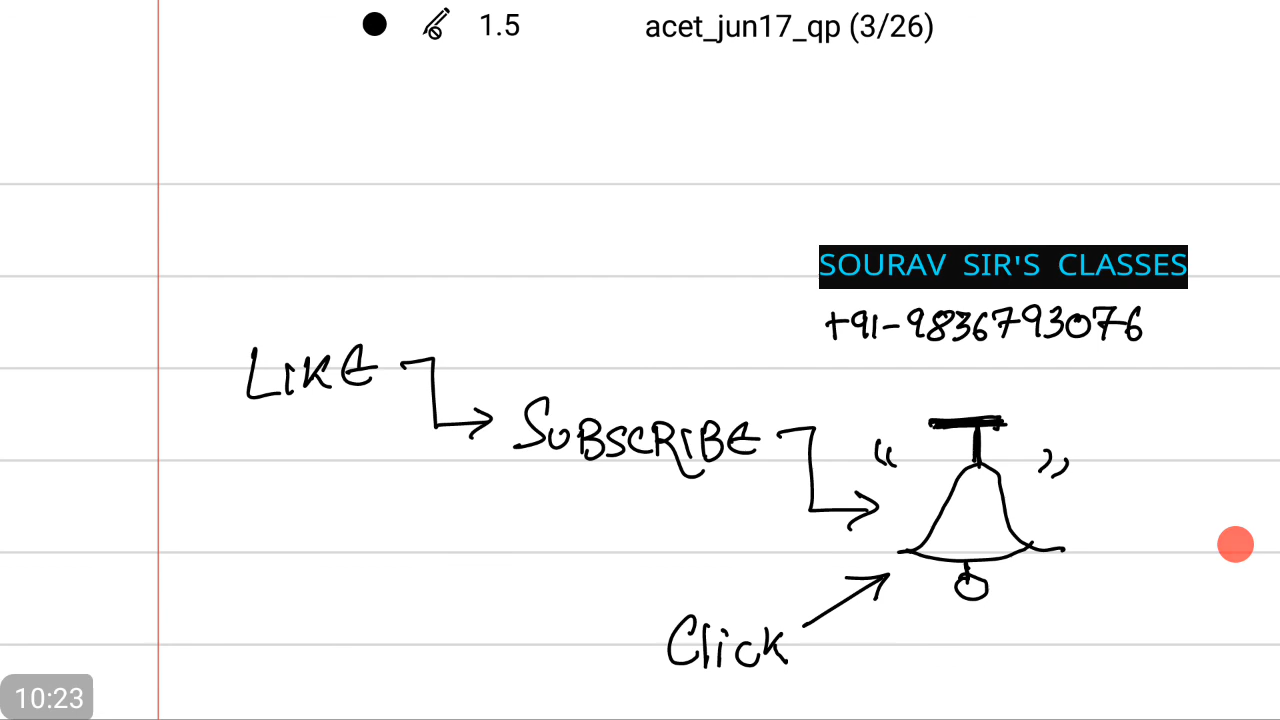 1.5 acet_jun17_qp (3/26)
SOURAV SIR'S CLASSES
+91-9836793076
LIKE
SUBSCRIBE
“ ”
Click
10:23